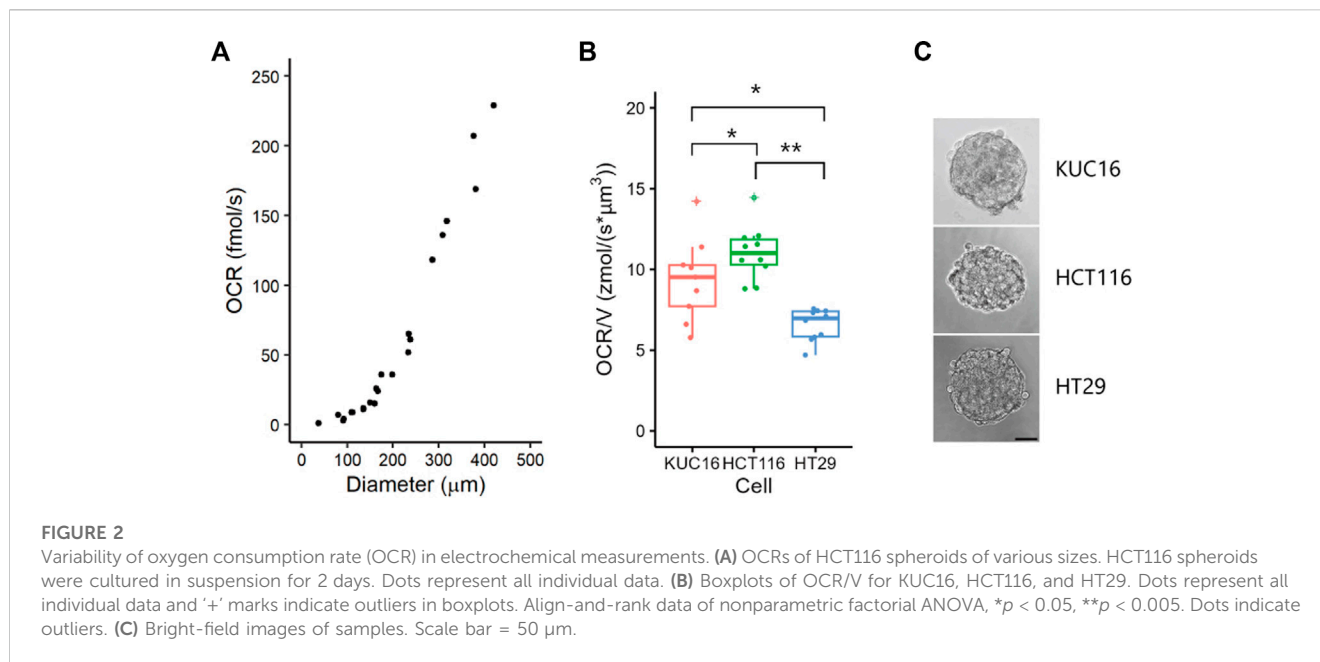 A
B
C
OCR (fmol/s)
250
200
150
100
50
0
0 100 200 300 400 500
Diameter (μm)
OCR/V (zmol/(s*μm³))
20
15
10
5
0
*
*
**
KUC16 HCT116 HT29
Cell
KUC16
HCT116
HT29
FIGURE 2
Variability of oxygen consumption rate (OCR) in electrochemical measurements. (A) OCRs of HCT116 spheroids of various sizes. HCT116 spheroids
were cultured in suspension for 2 days. Dots represent all individual data. (B) Boxplots of OCR/V for KUC16, HCT116, and HT29. Dots represent all
individual data and '+' marks indicate outliers in boxplots. Align-and-rank data of nonparametric factorial ANOVA, *p < 0.05, **p < 0.005. Dots indicate
outliers. (C) Bright-field images of samples. Scale bar = 50 μm.